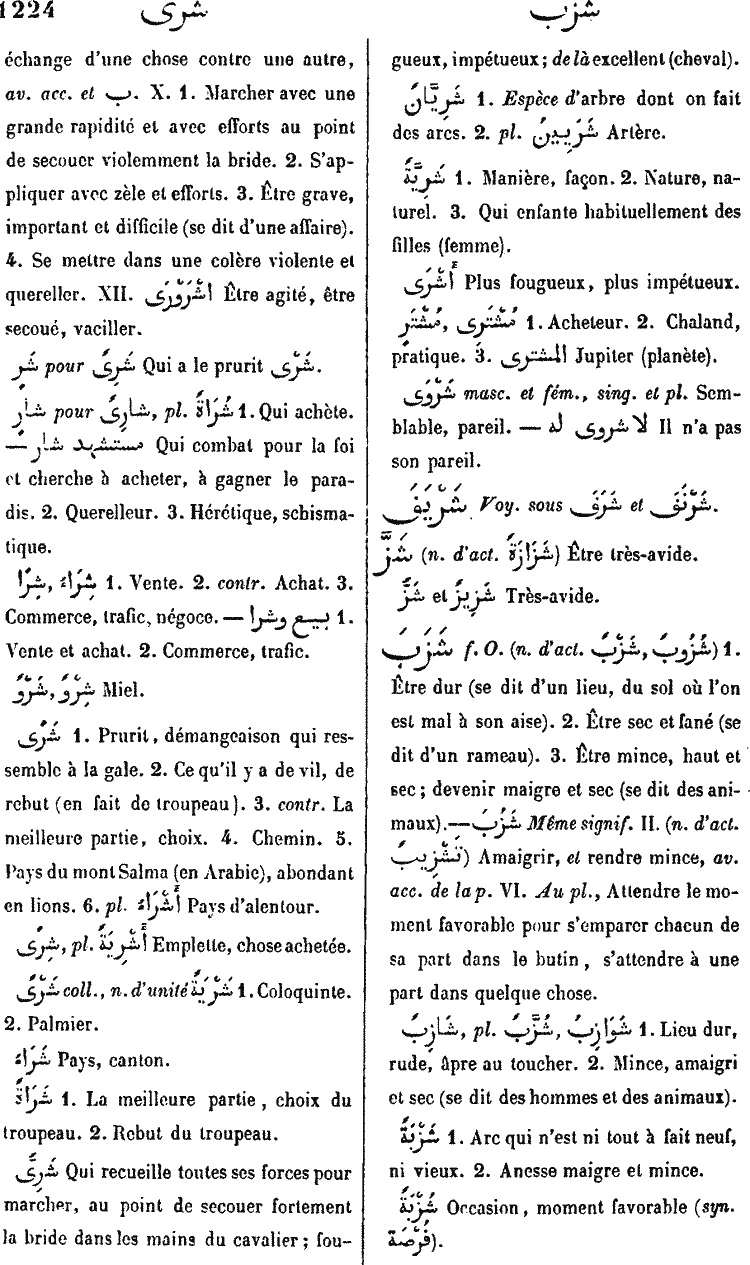 1224 شرى شزب
échange d'une chose contre une autre,
av. acc. et ب. X. 1. Marcher avec une
grande rapidité et avec efforts au point
de secouer violemment la bride. 2. S'ap-
pliquer avec zèle et efforts. 3. Être grave,
important et difficile (se dit d'une affaire).
4. Se mettre dans une colère violente et
quereller. XII. اشْرَوْرَى Être agité, être
secoué, vaciller.
شَرٍ pour شَرِىٌ Qui a le prurit شَرًى.
شَارٍ pour شَارِىٌ, pl. شُرَاةٌ 1. Qui achète.
— مستشهد شار Qui combat pour la foi
et cherche à acheter, à gagner le para-
dis. 2. Querelleur. 3. Hérétique, schisma-
tique.
شِرًا, شِرَاءٌ 1. Vente. 2. contr. Achat. 3.
Commerce, trafic, négoce. — بيع وشرا 1.
Vente et achat. 2. Commerce, trafic.
شَرْوٌ, شِرْوٌ Miel.
شَرًى 1. Prurit, démangeaison qui res-
semble à la gale. 2. Ce qu'il y a de vil, de
rebut (en fait de troupeau). 3. contr. La
meilleure partie, choix. 4. Chemin. 5.
Pays du mont Salma (en Arabie), abondant
en lions. 6. pl. أَشْرَاءٌ Pays d'alentour.
شِرًى, pl. أَشْرِيَةٌ Emplette, chose achetée.
شَرْىٌ coll., n. d'unité شَرْيَةٌ 1. Coloquinte.
2. Palmier.
شَرَاءٌ Pays, canton.
شَرَاةٌ 1. La meilleure partie, choix du
troupeau. 2. Rebut du troupeau.
شَرِىٌّ Qui recueille toutes ses forces pour
marcher, au point de secouer fortement
la bride dans les mains du cavalier; fou-
gueux, impétueux; de là excellent (cheval).
شَرْيَانٌ 1. Espèce d'arbre dont on fait
des arcs. 2. pl. شَرَيِينُ Artère.
شَرِيَّةٌ 1. Manière, façon. 2. Nature, na-
turel. 3. Qui enfante habituellement des
filles (femme).
أَشْرَى Plus fougueux, plus impétueux.
مُشْتَرٍ, مُشْتَرِى 1. Acheteur. 2. Chaland,
pratique. 3. المشترى Jupiter (planète).
شَرْوَى masc. et fém., sing. et pl. Sem-
blable, pareil. — لا شروى له Il n'a pas
son pareil.
شَرْيَفَ Voy. sous شَرَفَ et شَرْنَفَ.
شَزَّ (n. d'act. شَزَازَةٌ) Être très-avide.
شَزٌّ et شَزِيزٌ Très-avide.
شَزَبَ f. O. (n. d'act. شَزْبٌ, شُزُوبٌ) 1.
Être dur (se dit d'un lieu, du sol où l'on
est mal à son aise). 2. Être sec et fané (se
dit d'un rameau). 3. Être mince, haut et
sec; devenir maigre et sec (se dit des ani-
maux).—شَزُبَ Même signif. II. (n. d'act.
تَشْزِيبٌ) Amaigrir, et rendre mince, av.
acc. de la p. VI. Au pl., Attendre le mo-
ment favorable pour s'emparer chacun de
sa part dans le butin, s'attendre à une
part dans quelque chose.
شَازِبٌ, pl. شُزَّبٌ, شَوَازِبُ 1. Lieu dur,
rude, âpre au toucher. 2. Mince, amaigri
et sec (se dit des hommes et des animaux).
شَزْبَةٌ 1. Arc qui n'est ni tout à fait neuf,
ni vieux. 2. Anesse maigre et mince.
شُزْبَةٌ Occasion, moment favorable (syn.
فُرْصَةٌ).